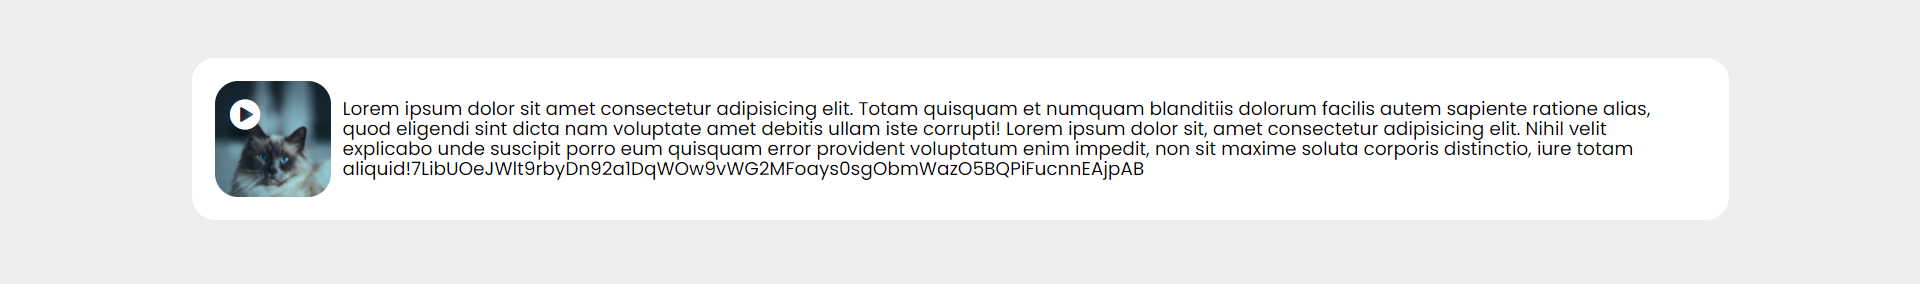 Lorem ipsum dolor sit amet consectetur adipisicing elit. Totam quisquam et numquam blanditiis dolorum facilis autem sapiente ratione alias,
quod eligendi sint dicta nam voluptate amet debitis ullam iste corrupti! Lorem ipsum dolor sit, amet consectetur adipisicing elit. Nihil velit
explicabo unde suscipit porro eum quisquam error provident voluptatum enim impedit, non sit maxime soluta corporis distinctio, iure totam
aliquid!7LibUOeJWlt9rbyDn92a1DqWOw9vWG2MFoays0sgObmWazO5BQPiFucnnEAjpAB